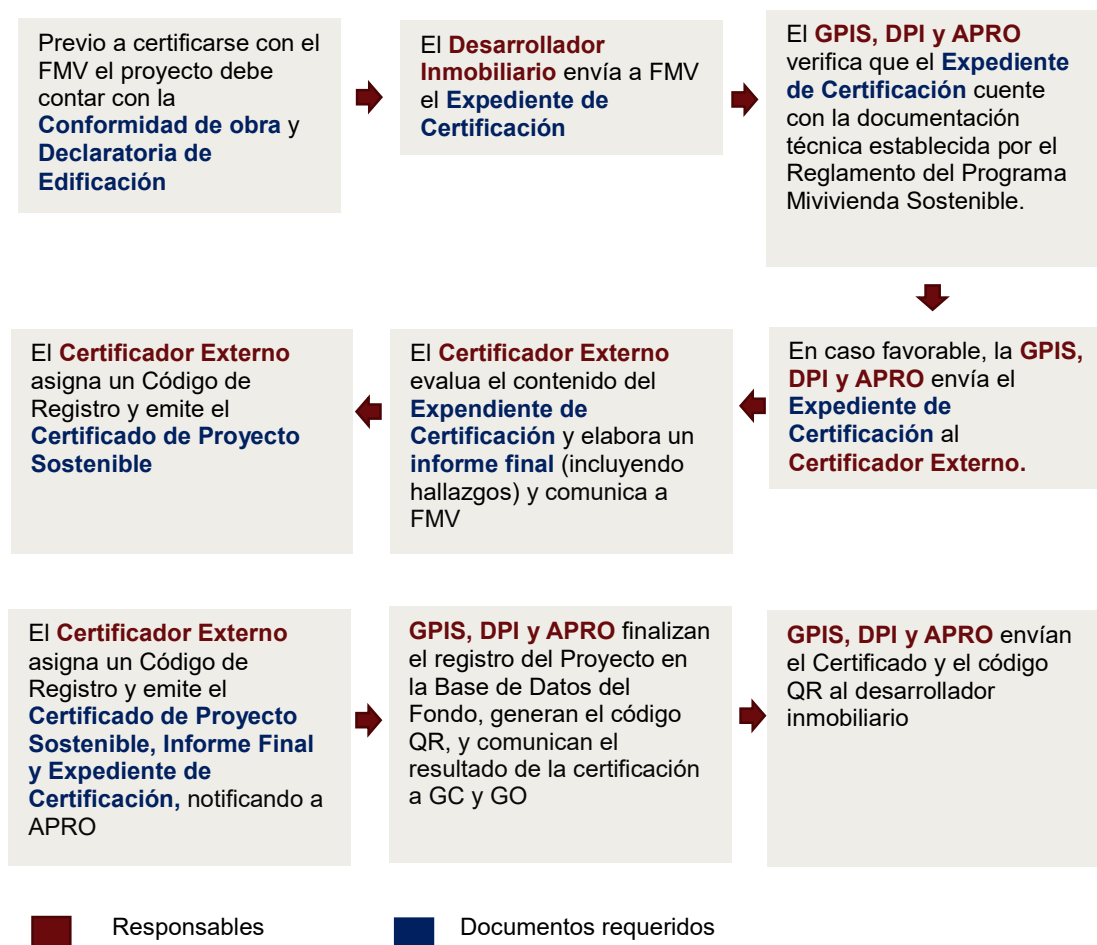 Previo a certificarse con el
FMV el proyecto debe
contar con la
Conformidad de obra y
Declaratoria de
Edificación
El Desarrollador
Inmobiliario envía a FMV
el Expediente de
Certificación
El GPIS, DPI y APRO
verifica que el Expediente
de Certificación cuente
con la documentación
técnica establecida por el
Reglamento del Programa
Mivivienda Sostenible.
En caso favorable, la GPIS,
DPI y APRO envía el
Expediente de
Certificación al
Certificador Externo.
El Certificador Externo
evalua el contenido del
Expendiente de
Certificación y elabora un
informe final (incluyendo
hallazgos) y comunica a
FMV
El Certificador Externo
asigna un Código de
Registro y emite el
Certificado de Proyecto
Sostenible
El Certificador Externo
asigna un Código de
Registro y emite el
Certificado de Proyecto
Sostenible, Informe Final
y Expediente de
Certificación, notificando a
APRO
GPIS, DPI y APRO finalizan
el registro del Proyecto en
la Base de Datos del
Fondo, generan el código
QR, y comunican el
resultado de la certificación
a GC y GO
GPIS, DPI y APRO envían
el Certificado y el código
QR al desarrollador
inmobiliario
Responsables
Documentos requeridos